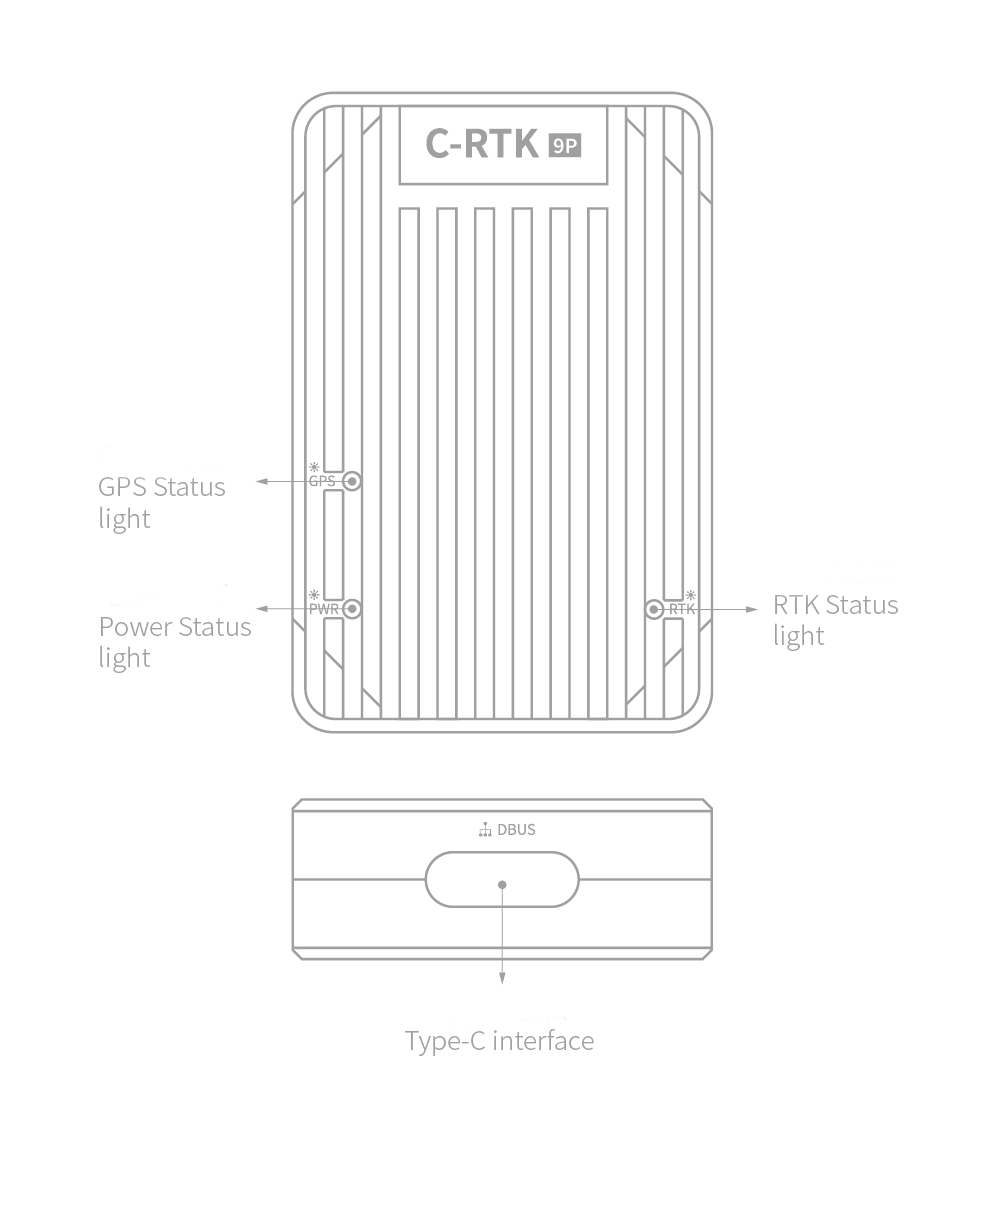 C-RTK 9P
GPS
GPS Status
light
PWR
RTK
RTK Status
light
Power Status
light
DBUS
Type-C interface